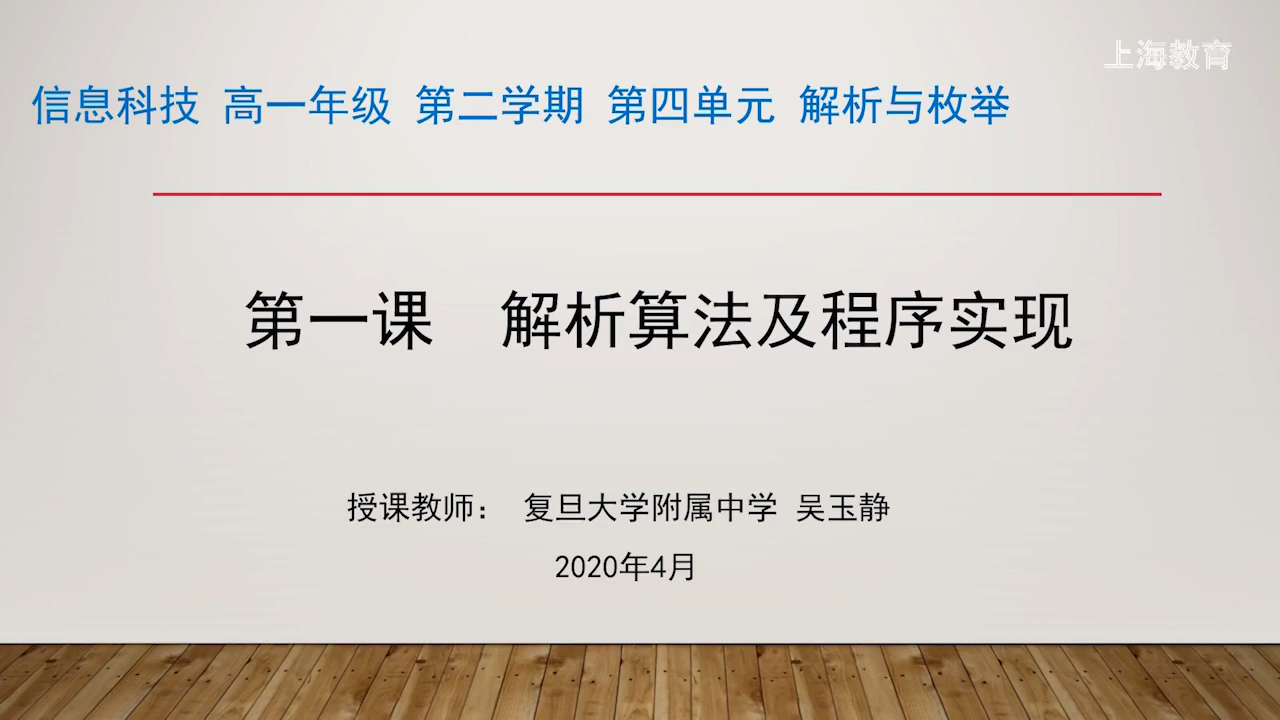 上海教育
信息科技 高一年级 第二学期 第四单元 解析与枚举
第一课 解析算法及程序实现
授课教师： 复旦大学附属中学 吴玉静
2020年4月